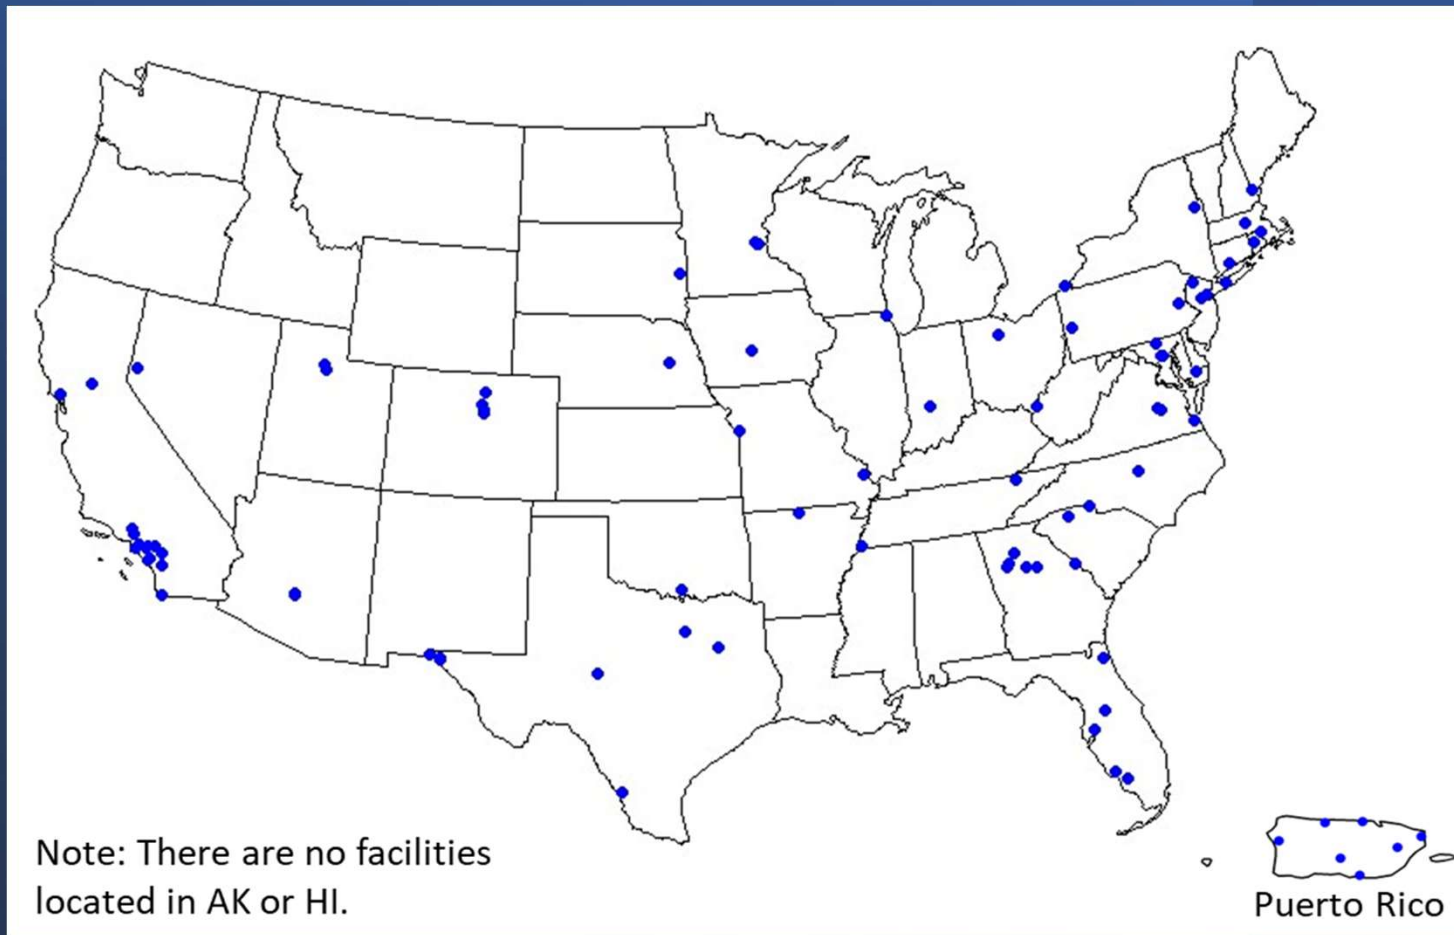 Note: There are no facilities
located in AK or HI.
Puerto Rico